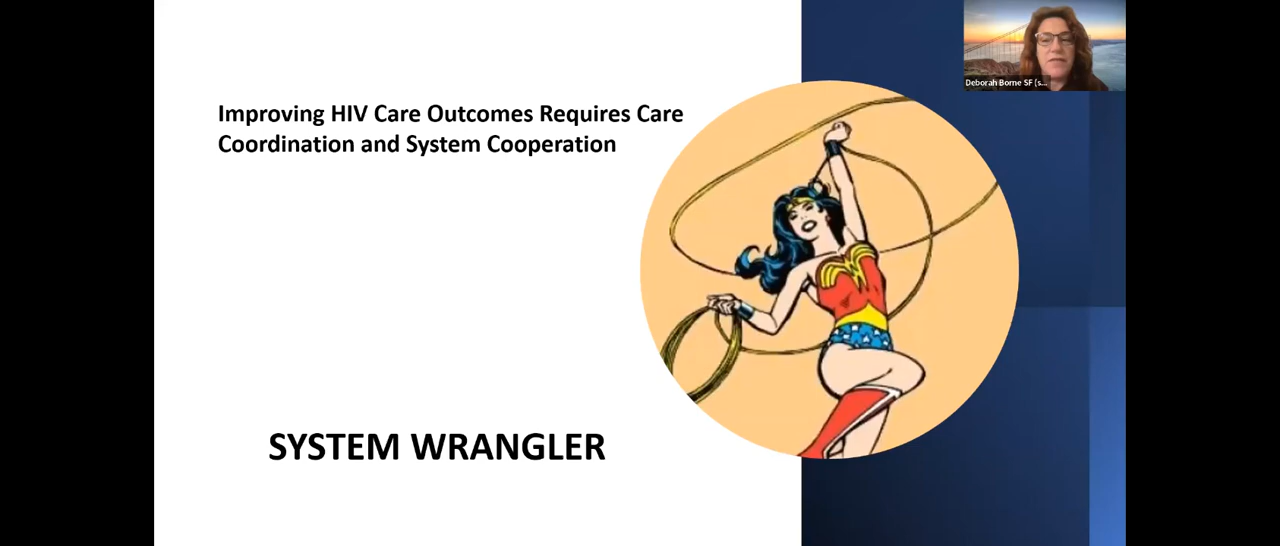 Deborah Borne SF (s...
Improving HIV Care Outcomes Requires Care
Coordination and System Cooperation
SYSTEM WRANGLER